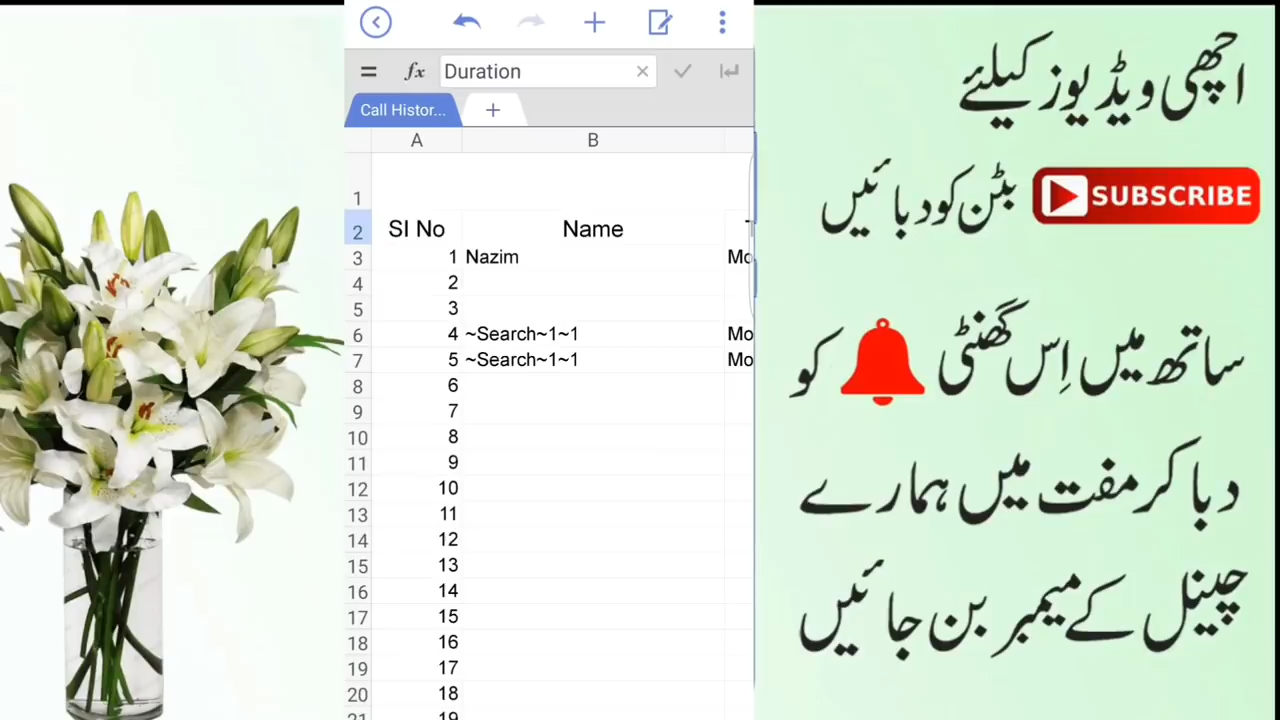 fx Duration
Call Histor...
A B
1
2 SI No Name
3 1 Nazim Mo
4 2
5 3
6 4 ~Search~1~1 Mo
7 5 ~Search~1~1 Mo
8 6
9 7
10 8
11 9
12 10
13 11
14 12
15 13
16 14
17 15
18 16
19 17
20 18
21 19
اچھی ویڈیوز کیلئے
SUBSCRIBE بٹن کو دبائیں
ساتھ میں اِس گھنٹی کو
دبا کر مفت میں ہمارے
چینل کے میمبر بن جائیں